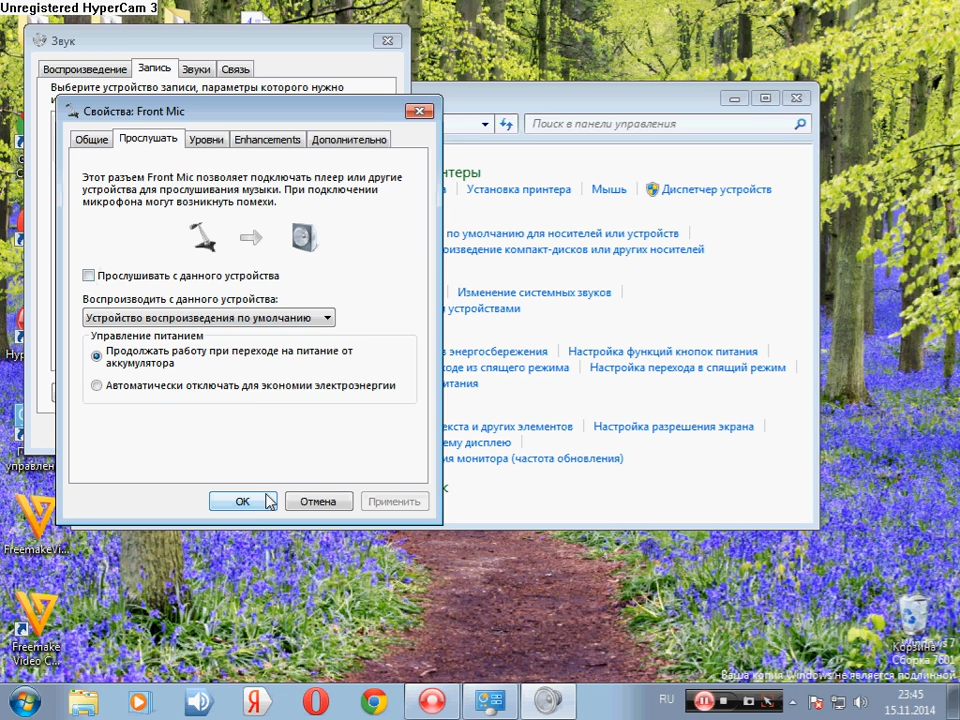 Unregistered HyperCam 3
Звук
Воспроизведение
Запись
Звуки
Связь
Выберите устройство записи, параметры которого нужно
Свойства: Front Mic
Общие
Прослушать
Уровни
Enhancements
Дополнительно
Этот разъем Front Mic позволяет подключать плеер или другие
устройства для прослушивания музыки. При подключении
микрофона могут возникнуть помехи.
Прослушивать с данного устройства
Воспроизводить с данного устройства:
Устройство воспроизведения по умолчанию
Управление питанием
Продолжать работу при переходе на питание от
аккумулятора
Автоматически отключать для экономии электроэнергии
ОК
Отмена
Применить
Поиск в панели управления
нтеры
Установка принтера
Мышь
Диспетчер устройств
по умолчанию для носителей или устройств
оизведение компакт-дисков или других носителей
Изменение системных звуков
устройствами
энергосбережения
Настройка функций кнопок питания
ходе из спящего режима
Настройка перехода в спящий режим
итания
екста и других элементов
Настройка разрешения экрана
ему дисплею
ия монитора (частота обновления)
управлен
FreemakeVi...
Freemake
Video C...
Корзина
Windows 7
Сборка 7601
Ваша копия Windows не является подлинной
RU
23:45
15.11.2014